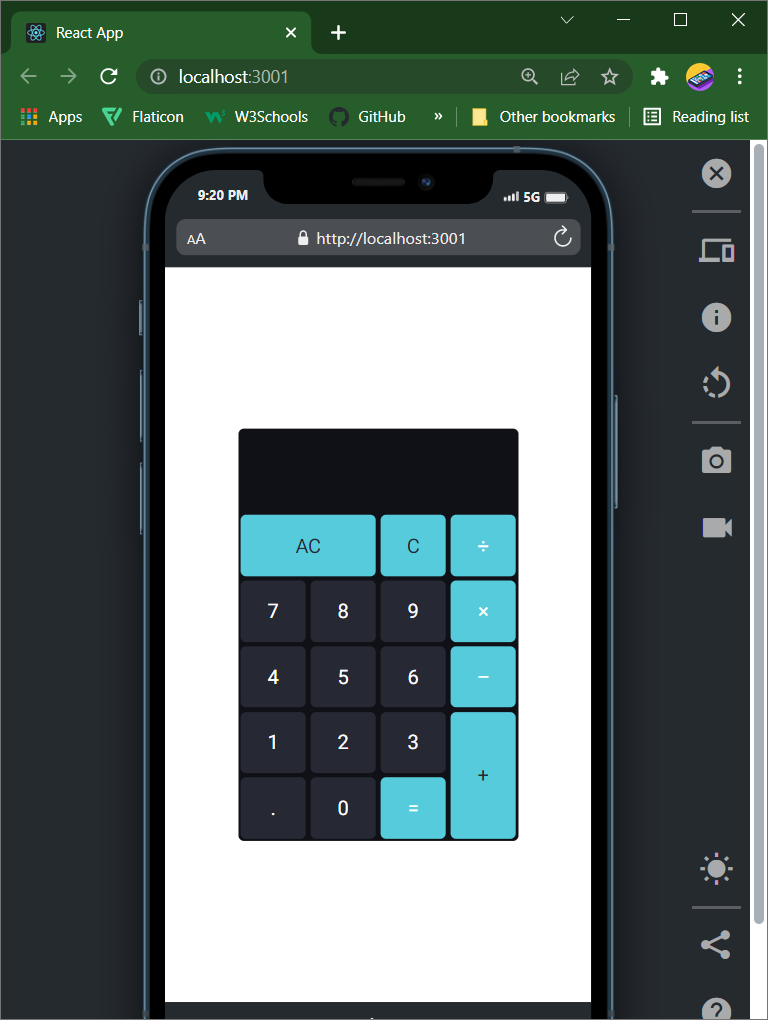 React App
localhost:3001
Apps Flaticon W3Schools GitHub » Other bookmarks Reading list
9:20 PM 5G
AA http://localhost:3001
AC C ÷
7 8 9 ×
4 5 6 −
1 2 3
+
. 0 =